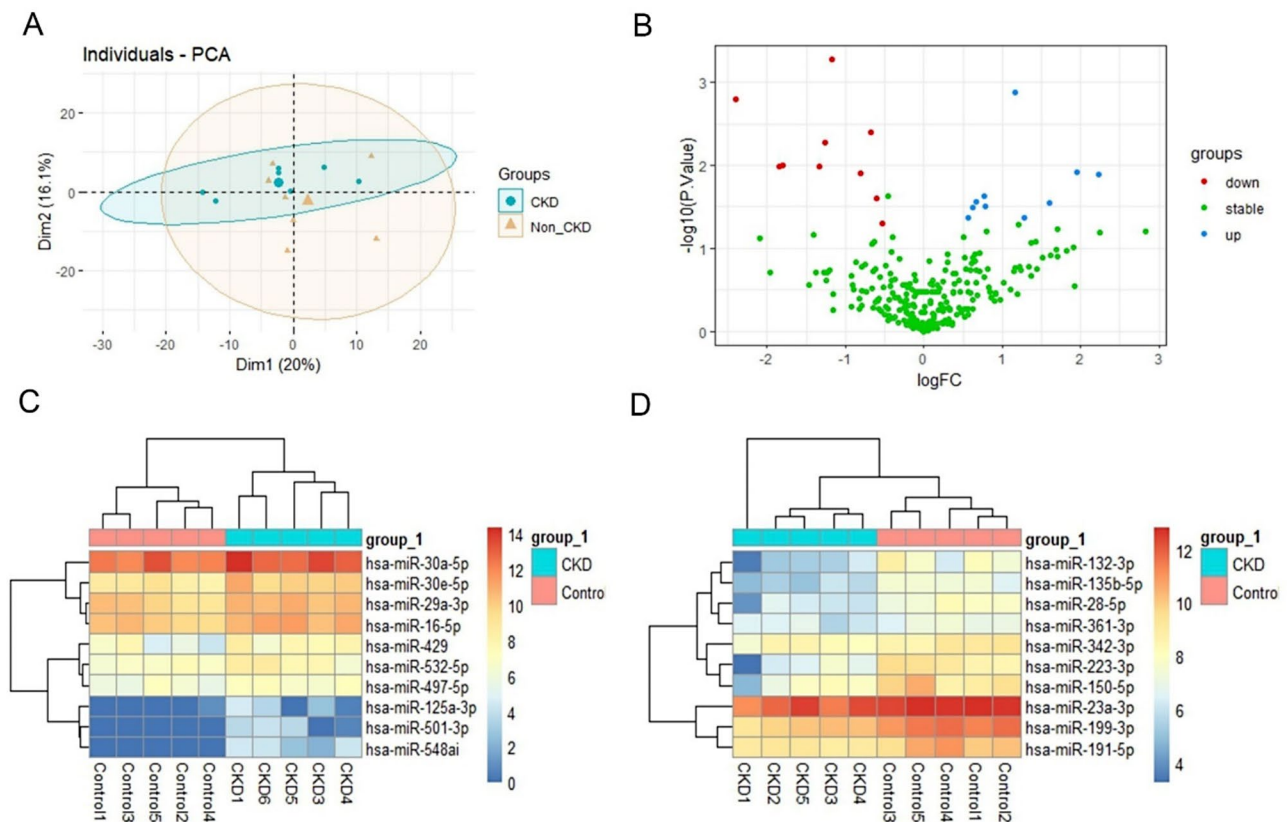 A
Individuals - PCA
20
0
-20
-30
-20
-10
0
10
20
Dim1 (20%)
Dim2 (16.1%)
Groups
CKD
Non_CKD
B
3
2
1
0
-2
-1
0
1
2
3
logFC
-log10(P.Value)
groups
down
stable
up
C
group_1
hsa-miR-30a-5p
hsa-miR-30e-5p
hsa-miR-29a-3p
hsa-miR-16-5p
hsa-miR-429
hsa-miR-532-5p
hsa-miR-497-5p
hsa-miR-125a-3p
hsa-miR-501-3p
hsa-miR-548ai
Control1
Control3
Control5
Control2
Control4
CKD1
CKD6
CKD5
CKD3
CKD4
14
12
10
8
6
4
2
0
group_1
CKD
Control
D
group_1
hsa-miR-132-3p
hsa-miR-135b-5p
hsa-miR-28-5p
hsa-miR-361-3p
hsa-miR-342-3p
hsa-miR-223-3p
hsa-miR-150-5p
hsa-miR-23a-3p
hsa-miR-199-3p
hsa-miR-191-5p
CKD1
CKD2
CKD5
CKD3
CKD4
Control3
Control5
Control4
Control1
Control2
12
10
8
6
4
group_1
CKD
Control